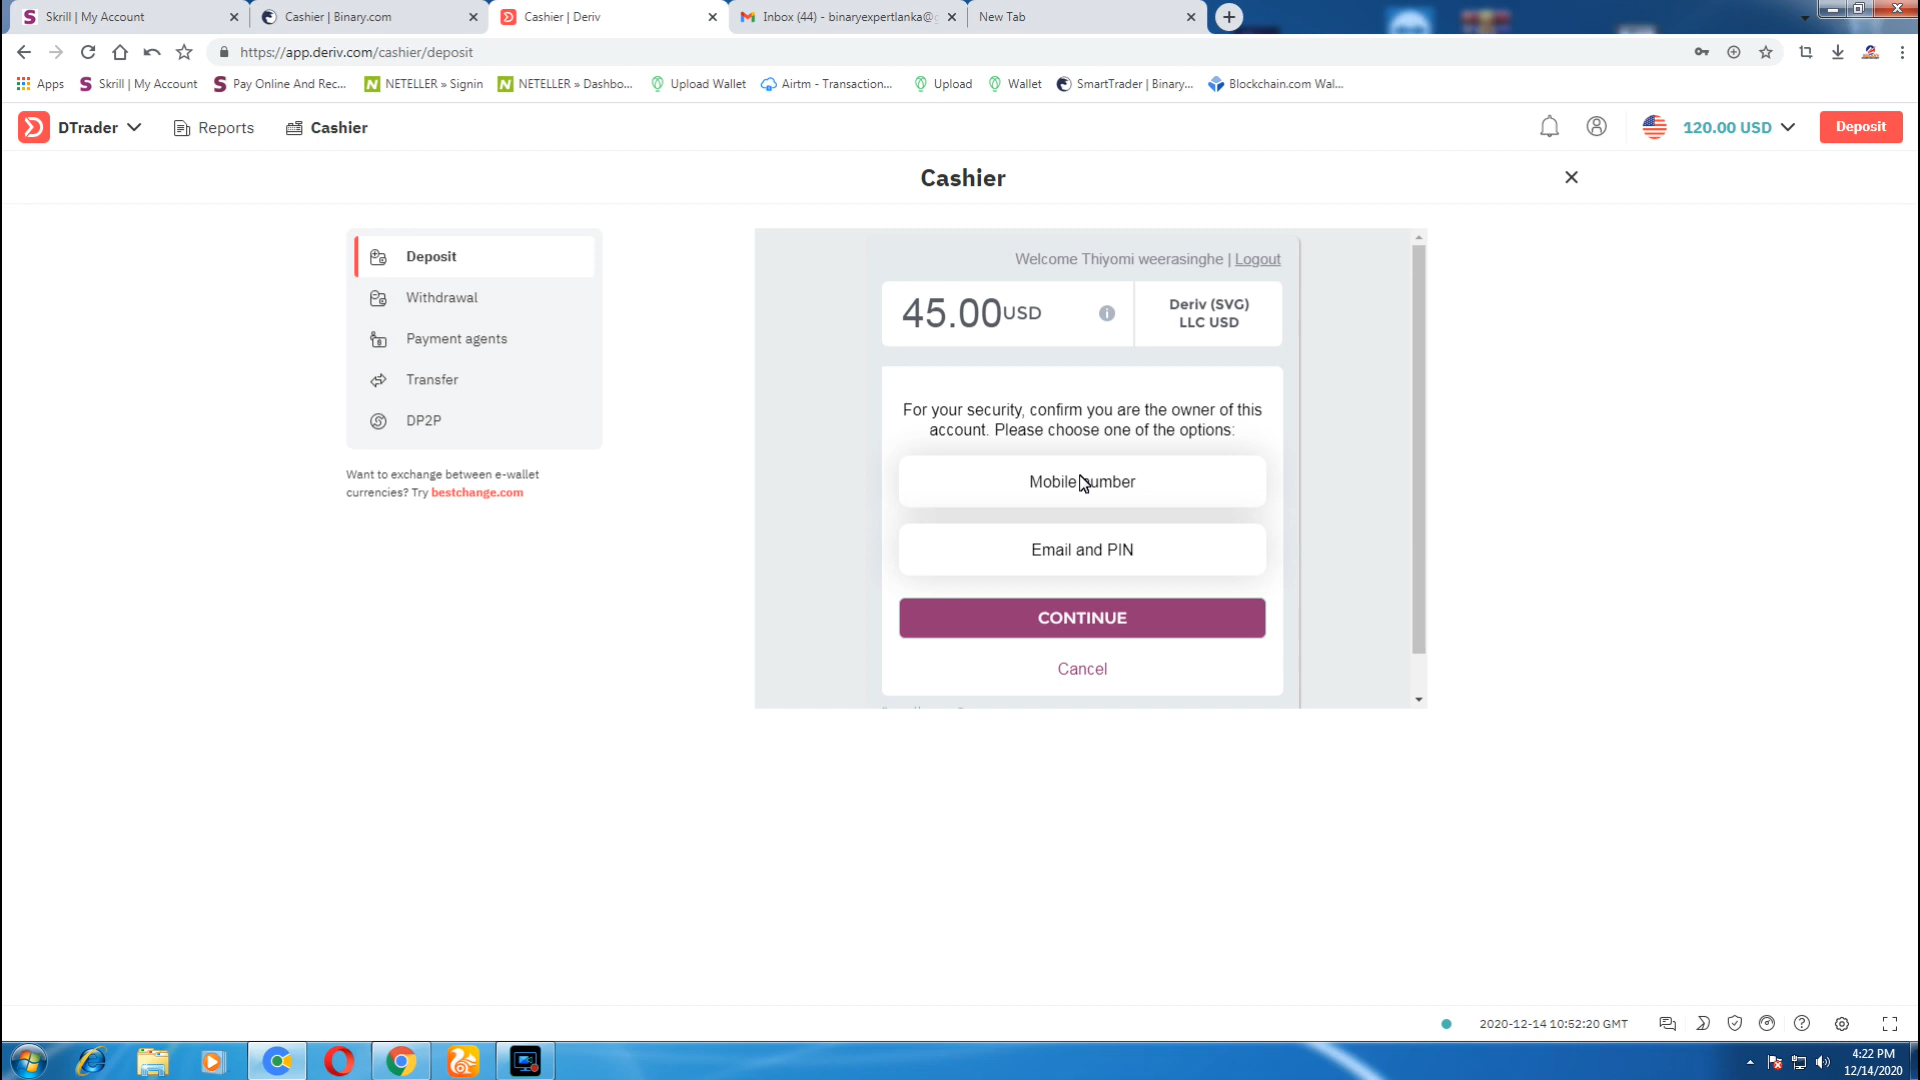 Skrill | My Account
Cashier | Binary.com
Cashier | Deriv
Inbox (44) - binaryexpertlanka@g
New Tab
https://app.deriv.com/cashier/deposit
Apps
Skrill | My Account
Pay Online And Rec...
NETELLER » Signin
NETELLER » Dashbo...
Upload Wallet
Airtm - Transaction...
Upload
Wallet
SmartTrader | Binary...
Blockchain.com Wal...
DTrader
Reports
Cashier
120.00 USD
Deposit
Cashier
Deposit
Withdrawal
Payment agents
Transfer
DP2P
Want to exchange between e-wallet
currencies? Try bestchange.com
Welcome Thiyomi weerasinghe | Logout
45.00USD
Deriv (SVG)
LLC USD
For your security, confirm you are the owner of this
account. Please choose one of the options:
Mobile number
Email and PIN
CONTINUE
Cancel
2020-12-14 10:52:20 GMT
4:22 PM
12/14/2020